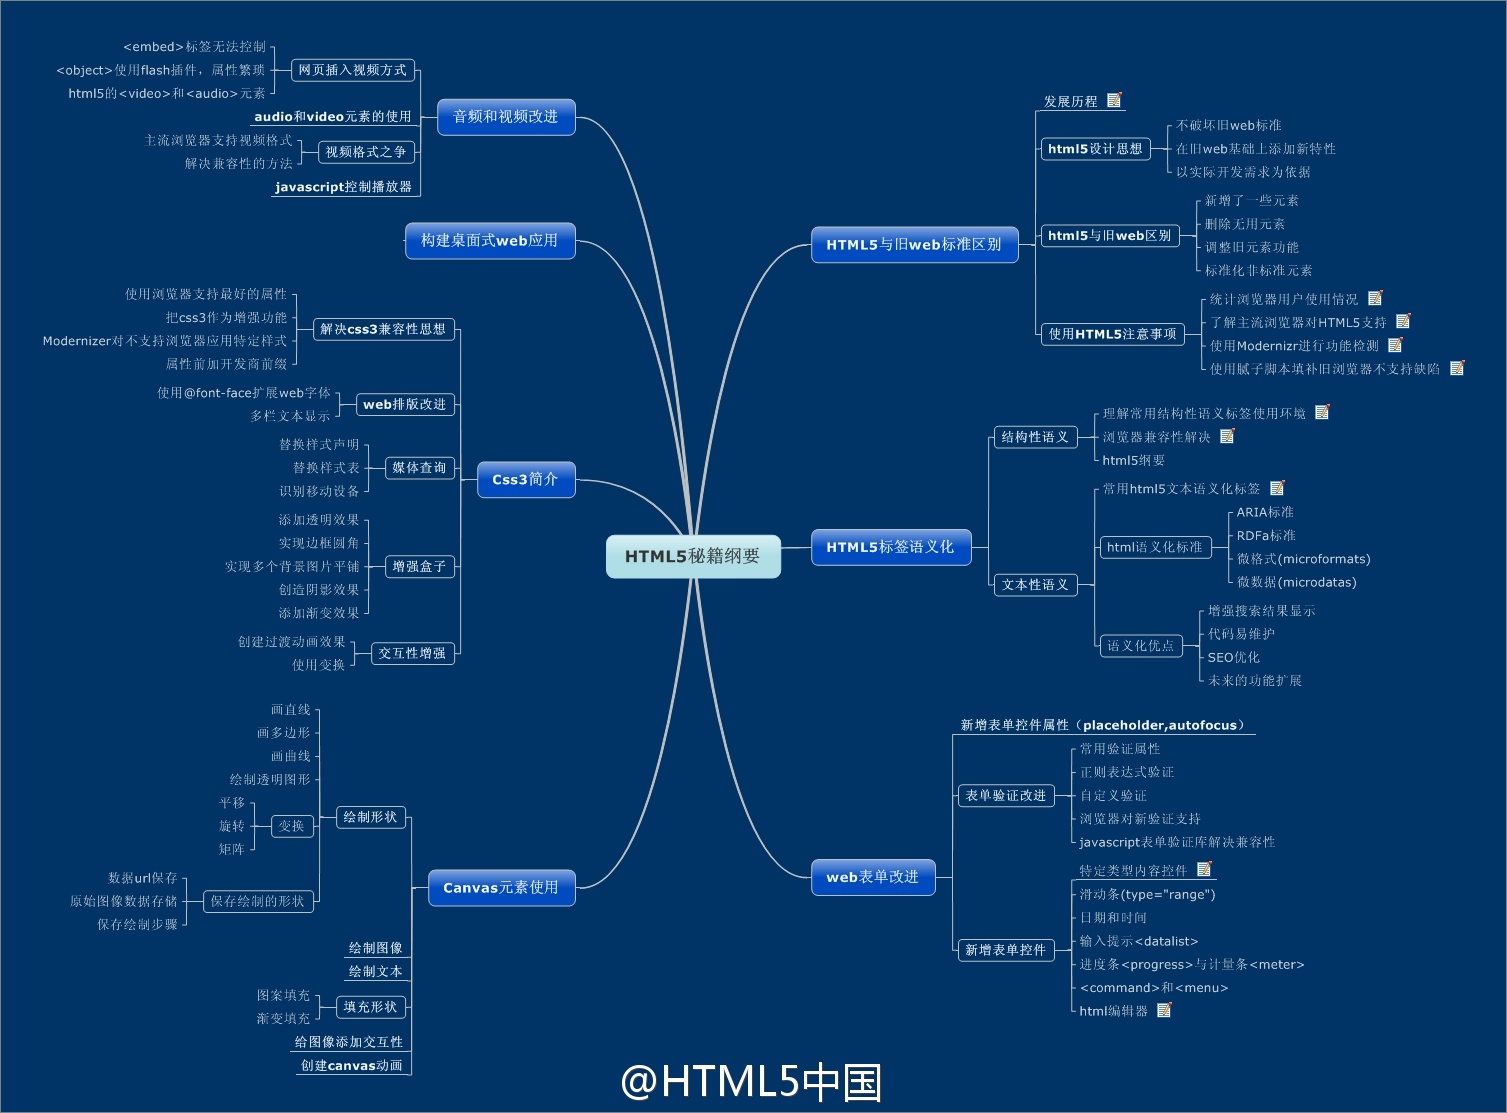 HTML5秘籍纲要
HTML5与旧web标准区别
发展历程
html5设计思想
不破坏旧web标准
在旧web基础上添加新特性
以实际开发需求为依据
html5与旧web区别
新增了一些元素
删除无用元素
调整旧元素功能
标准化非标准元素
使用HTML5注意事项
统计浏览器用户使用情况
了解主流浏览器对HTML5支持
使用Modernizr进行功能检测
使用腻子脚本填补旧浏览器不支持缺陷
HTML5标签语义化
结构性语义
理解常用结构性语义标签使用环境
浏览器兼容性解决
html5纲要
文本性语义
常用html5文本语义化标签
html语义化标准
ARIA标准
RDFa标准
微格式(microformats)
微数据(microdatas)
语义化优点
增强搜索结果显示
代码易维护
SEO优化
未来的功能扩展
web表单改进
新增表单控件属性（placeholder,autofocus）
表单验证改进
常用验证属性
正则表达式验证
自定义验证
浏览器对新验证支持
javascript表单验证库解决兼容性
新增表单控件
特定类型内容控件
滑动条(type="range")
日期和时间
输入提示<datalist>
进度条<progress>与计量条<meter>
<command>和<menu>
html编辑器
音频和视频改进
网页插入视频方式
<embed>标签无法控制
<object>使用flash插件，属性繁琐
html5的<video>和<audio>元素
audio和video元素的使用
视频格式之争
主流浏览器支持视频格式
解决兼容性的方法
javascript控制播放器
构建桌面式web应用
Css3简介
解决css3兼容性思想
使用浏览器支持最好的属性
把css3作为增强功能
Modernizer对不支持浏览器应用特定样式
属性前加开发商前缀
web排版改进
使用@font-face扩展web字体
多栏文本显示
媒体查询
替换样式声明
替换样式表
识别移动设备
增强盒子
添加透明效果
实现边框圆角
实现多个背景图片平铺
创造阴影效果
添加渐变效果
交互性增强
创建过渡动画效果
使用变换
Canvas元素使用
绘制形状
画直线
画多边形
画曲线
绘制透明图形
变换
平移
旋转
矩阵
保存绘制的形状
数据url保存
原始图像数据存储
保存绘制步骤
绘制图像
绘制文本
填充形状
图案填充
渐变填充
给图像添加交互性
创建canvas动画
@HTML5中国